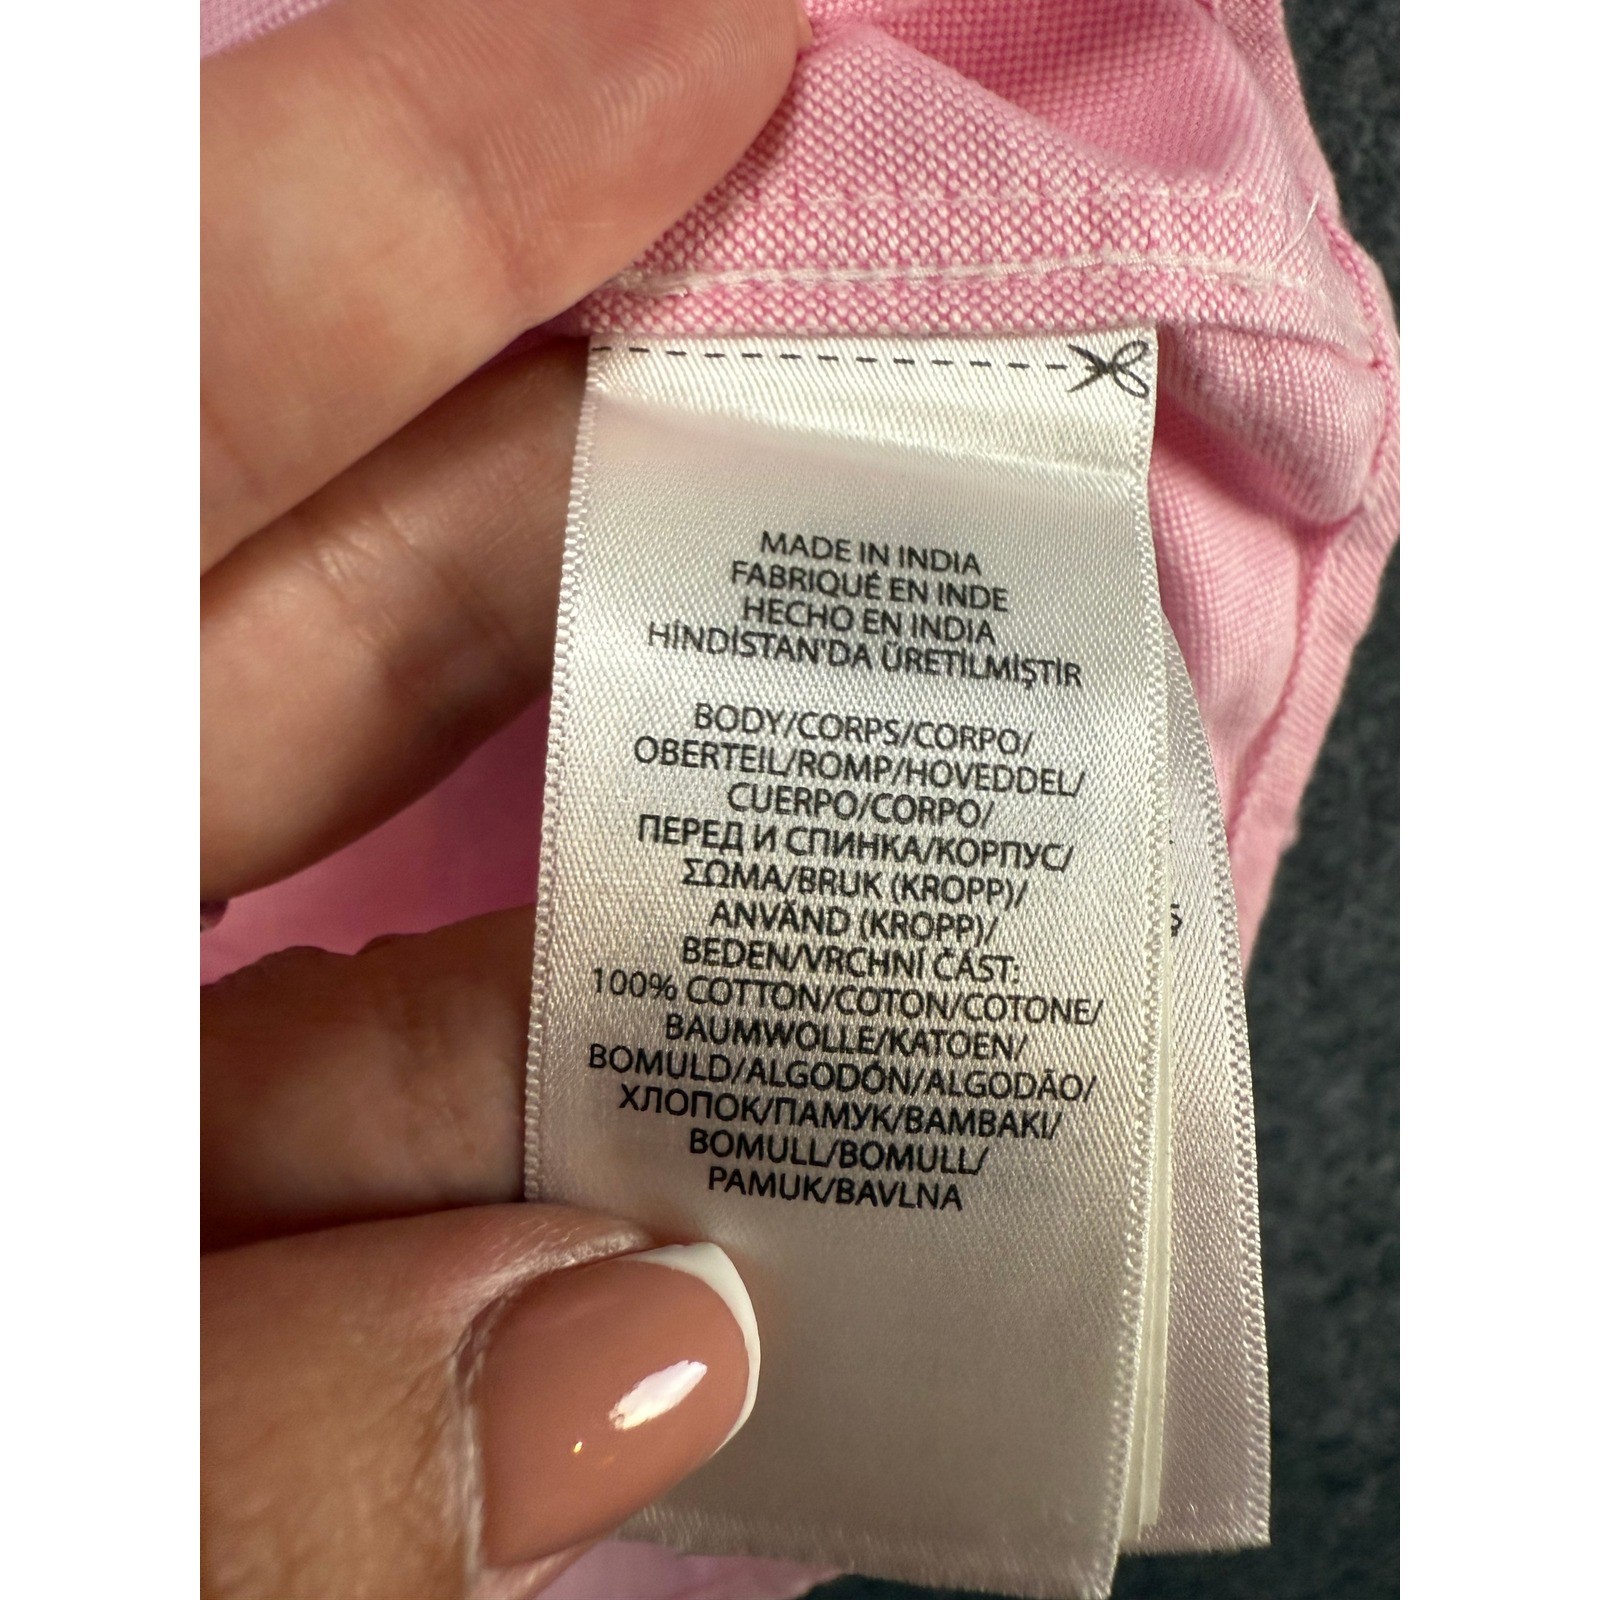 MADE IN INDIA
FABRIQUÉ EN INDE
HECHO EN INDIA
HİNDİSTAN'DA ÜRETİLMİŞTİR
BODY/CORPS/CORPO/
OBERTEIL/ROMP/HOVEDDEL/
CUERPO/CORPO/
ПЕРЕД И СПИНКА/КОРПУС/
ΣΩΜΑ/BRUK (KROPP)/
ANVÄND (KROPP)/
BEDEN/VRCHNÍ ČÁST:
100% COTTON/COTON/COTONE/
BAUMWOLLE/KATOEN/
BOMULD/ALGODÓN/ALGODÃO/
ХЛОПОК/ПАМУК/ΒΑΜΒΑΚΙ/
BOMULL/BOMULL/
PAMUK/BAVLNA